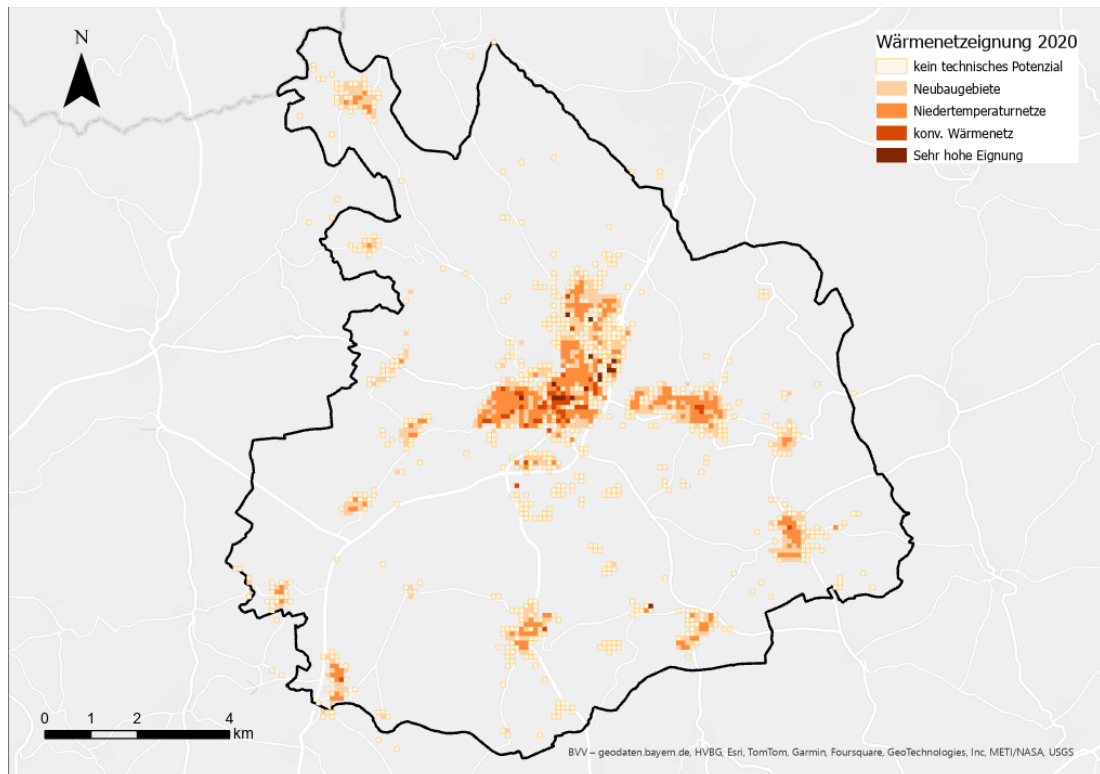 N
Wärmenetzeignung 2020
kein technisches Potenzial
Neubaugebiete
Niedertemperaturnetze
konv. Wärmenetz
Sehr hohe Eignung
0 1 2 4
km
BVV – geodaten.bayern.de, HVBG, Esri, TomTom, Garmin, Foursquare, GeoTechnologies, Inc, METI/NASA, USGS